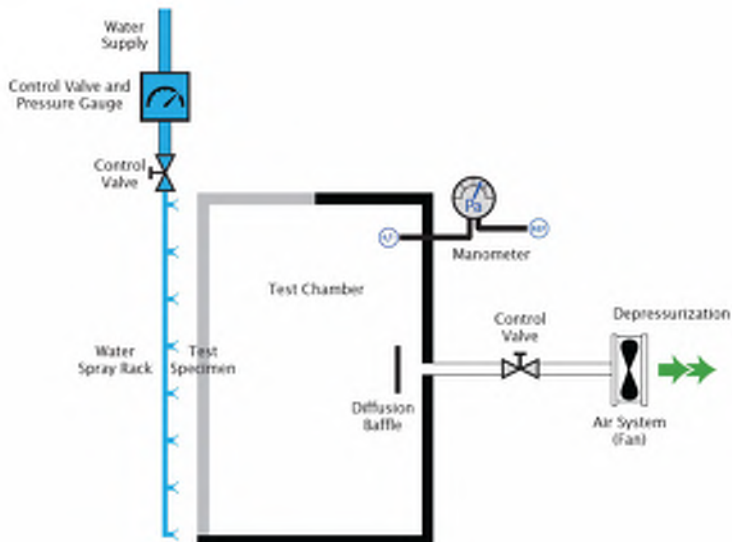 Water
Supply
Control Valve and
Pressure Gauge
Control
Valve
Pa
Manometer
Test Chamber
Depressurization
Control
Valve
Water
Spray Rack
Test
Specimen
Diffusion
Baffle
Air System
(Fan)